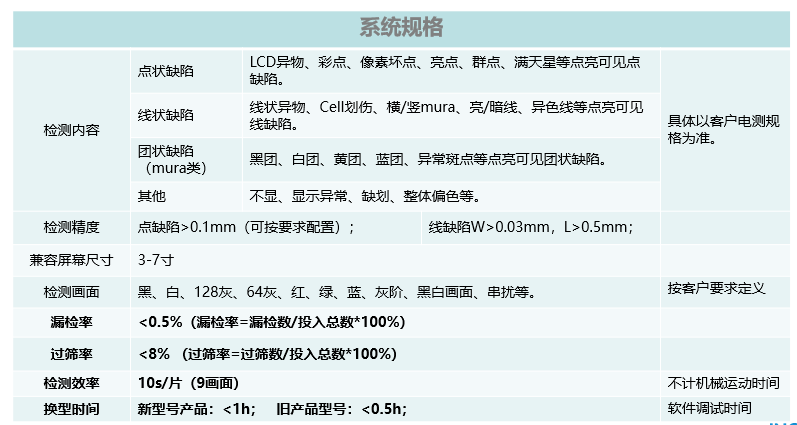 系统规格
检测内容
点状缺陷
LCD异物、彩点、像素坏点、亮点、群点、满天星等点亮可见点
缺陷。
线状缺陷
线状异物、Cell划伤、横/竖mura、亮/暗线、异色线等点亮可见
线缺陷。
团状缺陷
（mura类）
黑团、白团、黄团、蓝团、异常斑点等点亮可见团状缺陷。
其他
不显、显示异常、缺划、整体偏色等。
具体以客户电测规
格为准。
检测精度
点缺陷>0.1mm（可按要求配置）；
线缺陷W>0.03mm，L>0.5mm；
兼容屏幕尺寸
3-7寸
检测画面
黑、白、128灰、64灰、红、绿、蓝、灰阶、黑白画面、串扰等。
按客户要求定义
漏检率
<0.5%（漏检率=漏检数/投入总数*100%）
过筛率
<8% （过筛率=过筛数/投入总数*100%）
检测效率
10s/片（9画面）
不计机械运动时间
换型时间
新型号产品：<1h； 旧产品型号：<0.5h；
软件调试时间